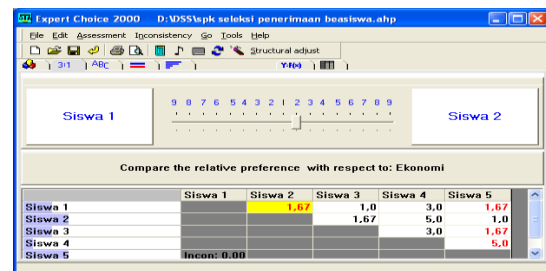 Expert Choice 2000 D:\DSS\spk seleksi penerimaan beasiswa.ahp
File Edit Assessment Inconsistency Go Tools Help
Structural adjust
3:1 ABC Y=F(x)
9 8 7 6 5 4 3 2 1 2 3 4 5 6 7 8 9
Siswa 1 Siswa 2
Compare the relative preference with respect to: Ekonomi
Siswa 1 Siswa 2 Siswa 3 Siswa 4 Siswa 5
Siswa 1 1,67 1,0 3,0 1,67
Siswa 2 1,67 5,0 1,0
Siswa 3 3,0 1,67
Siswa 4 5,0
Siswa 5 Incon: 0.00